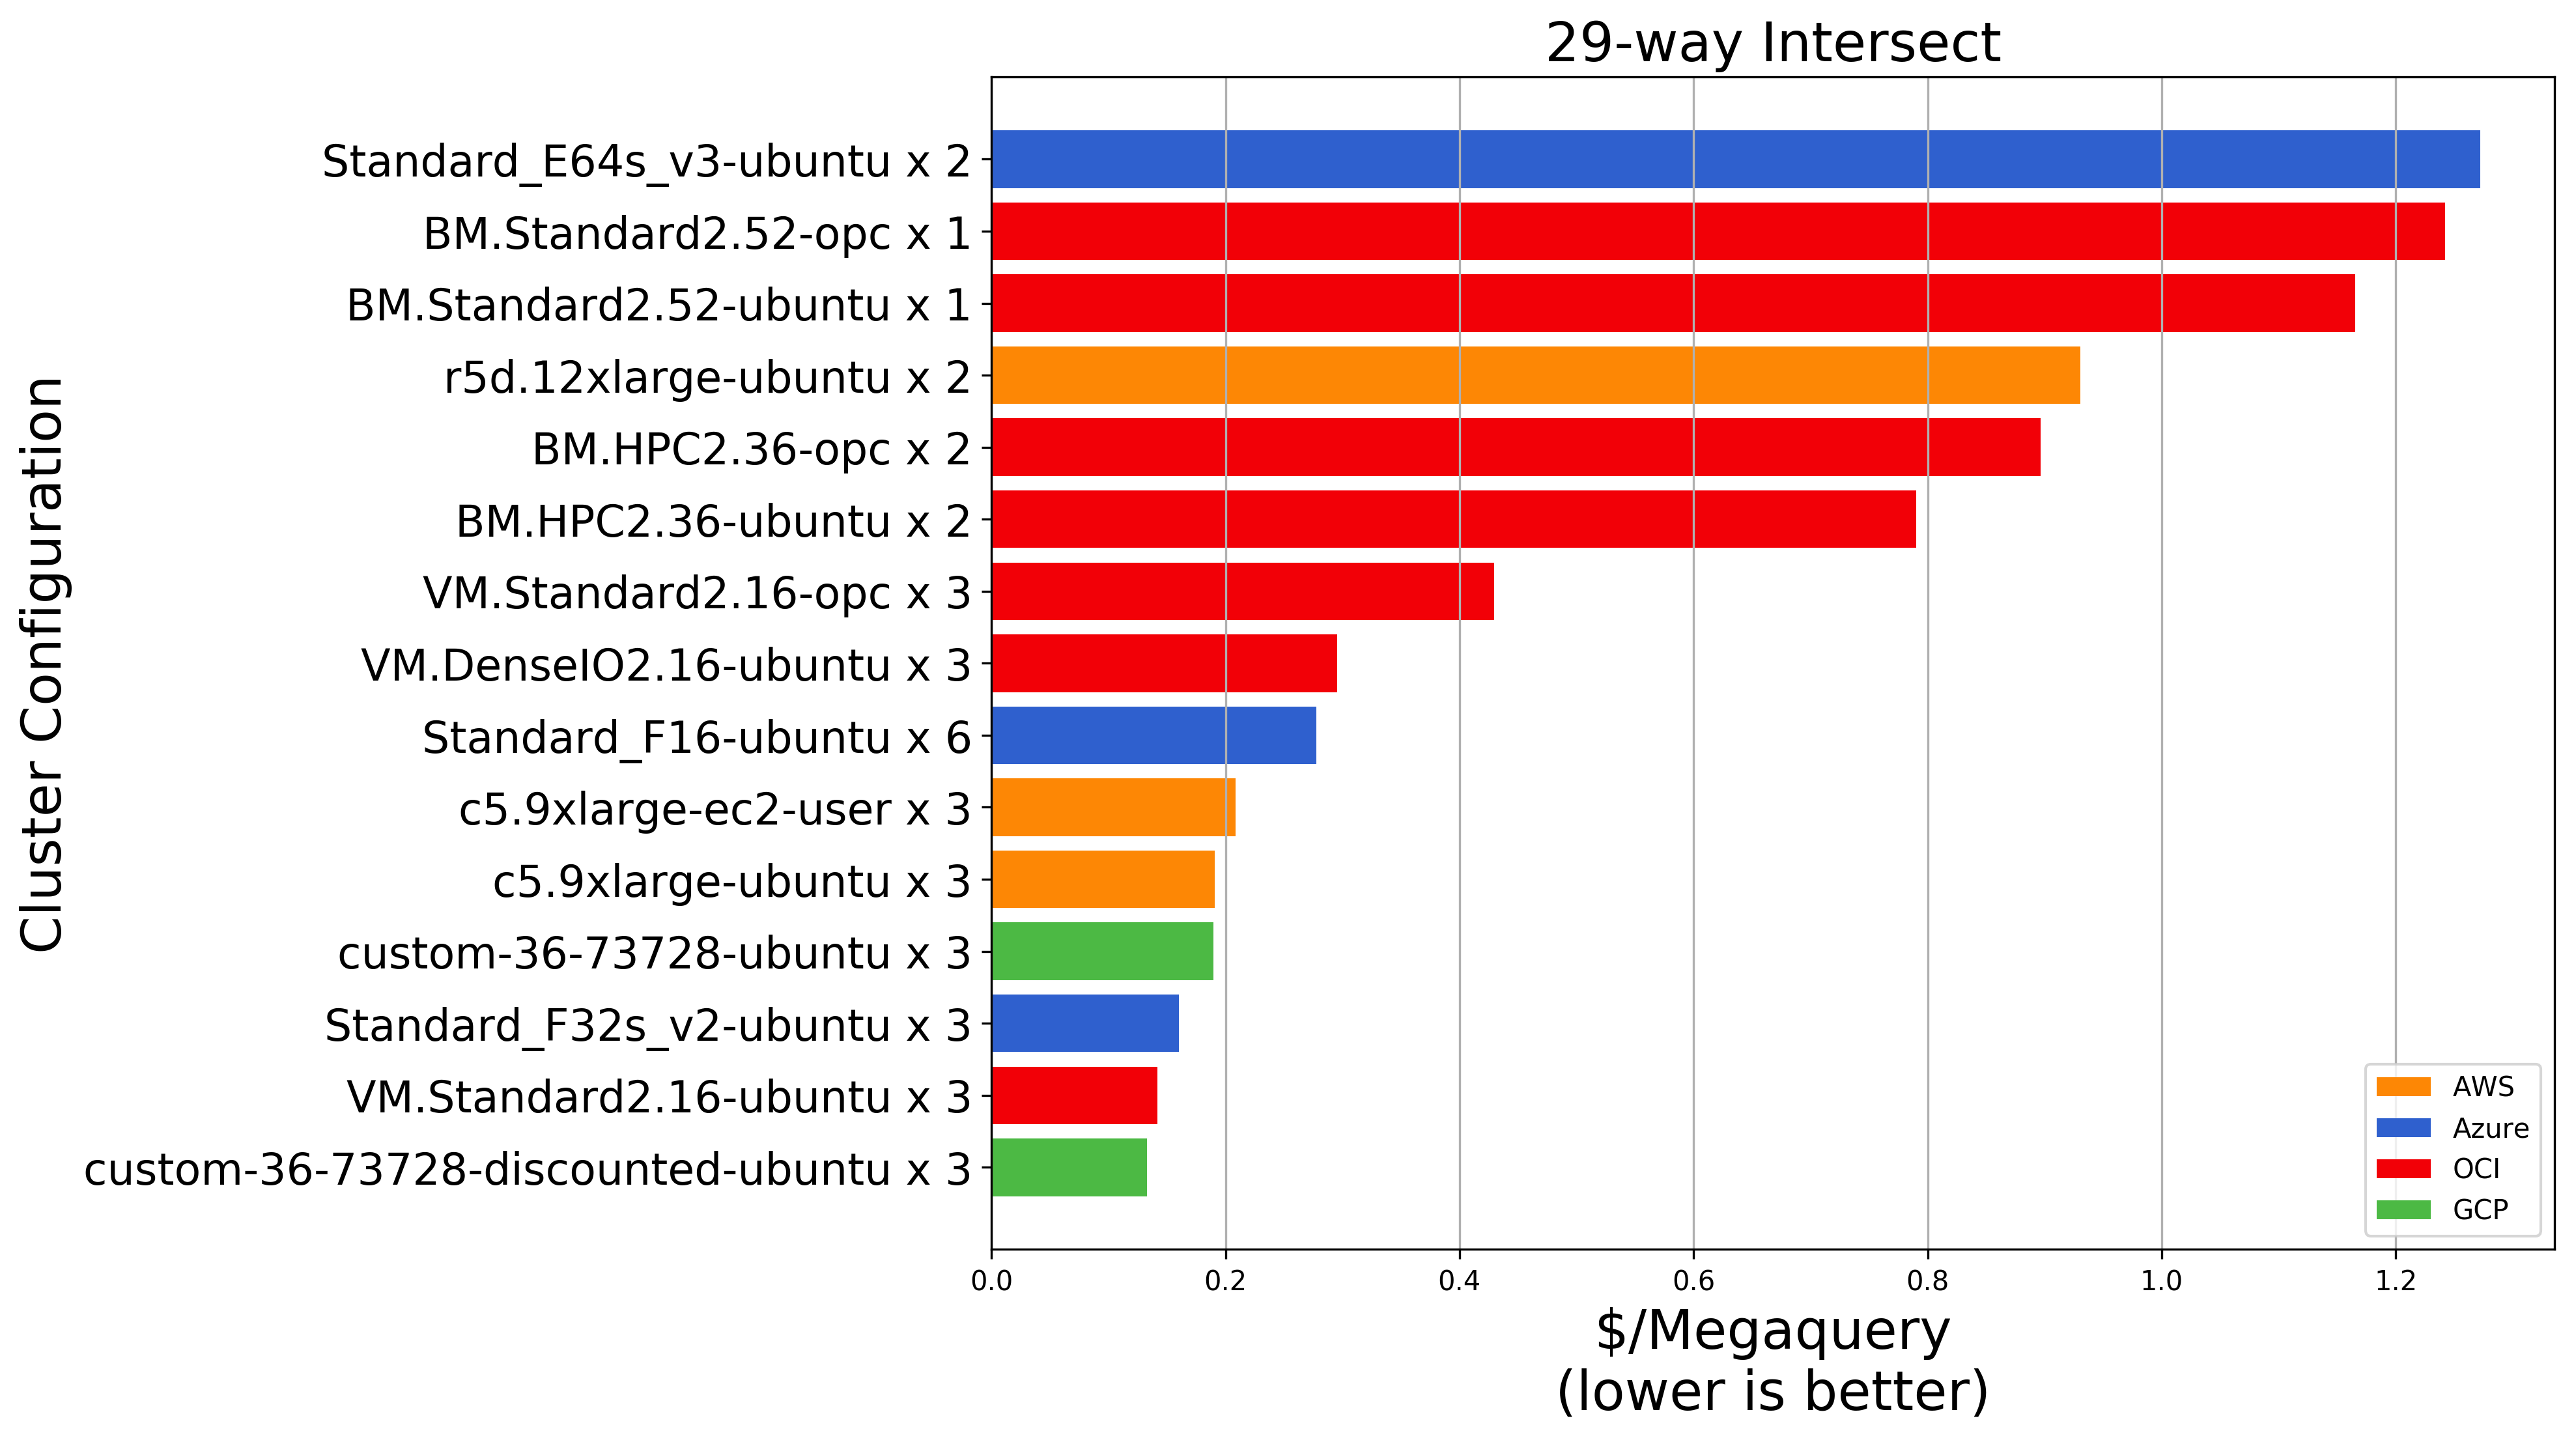 29-way Intersect
Cluster Configuration
Standard_E64s_v3-ubuntu x 2
BM.Standard2.52-opc x 1
BM.Standard2.52-ubuntu x 1
r5d.12xlarge-ubuntu x 2
BM.HPC2.36-opc x 2
BM.HPC2.36-ubuntu x 2
VM.Standard2.16-opc x 3
VM.DenseIO2.16-ubuntu x 3
Standard_F16-ubuntu x 6
c5.9xlarge-ec2-user x 3
c5.9xlarge-ubuntu x 3
custom-36-73728-ubuntu x 3
Standard_F32s_v2-ubuntu x 3
VM.Standard2.16-ubuntu x 3
custom-36-73728-discounted-ubuntu x 3
AWS
Azure
OCI
GCP
0.0 0.2 0.4 0.6 0.8 1.0 1.2
$/Megaquery
(lower is better)